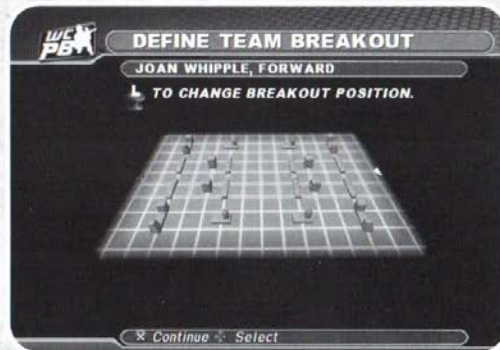 WC
PB
DEFINE TEAM BREAKOUT
JOAN WHIPPLE, FORWARD
L TO CHANGE BREAKOUT POSITION.
X Continue Select